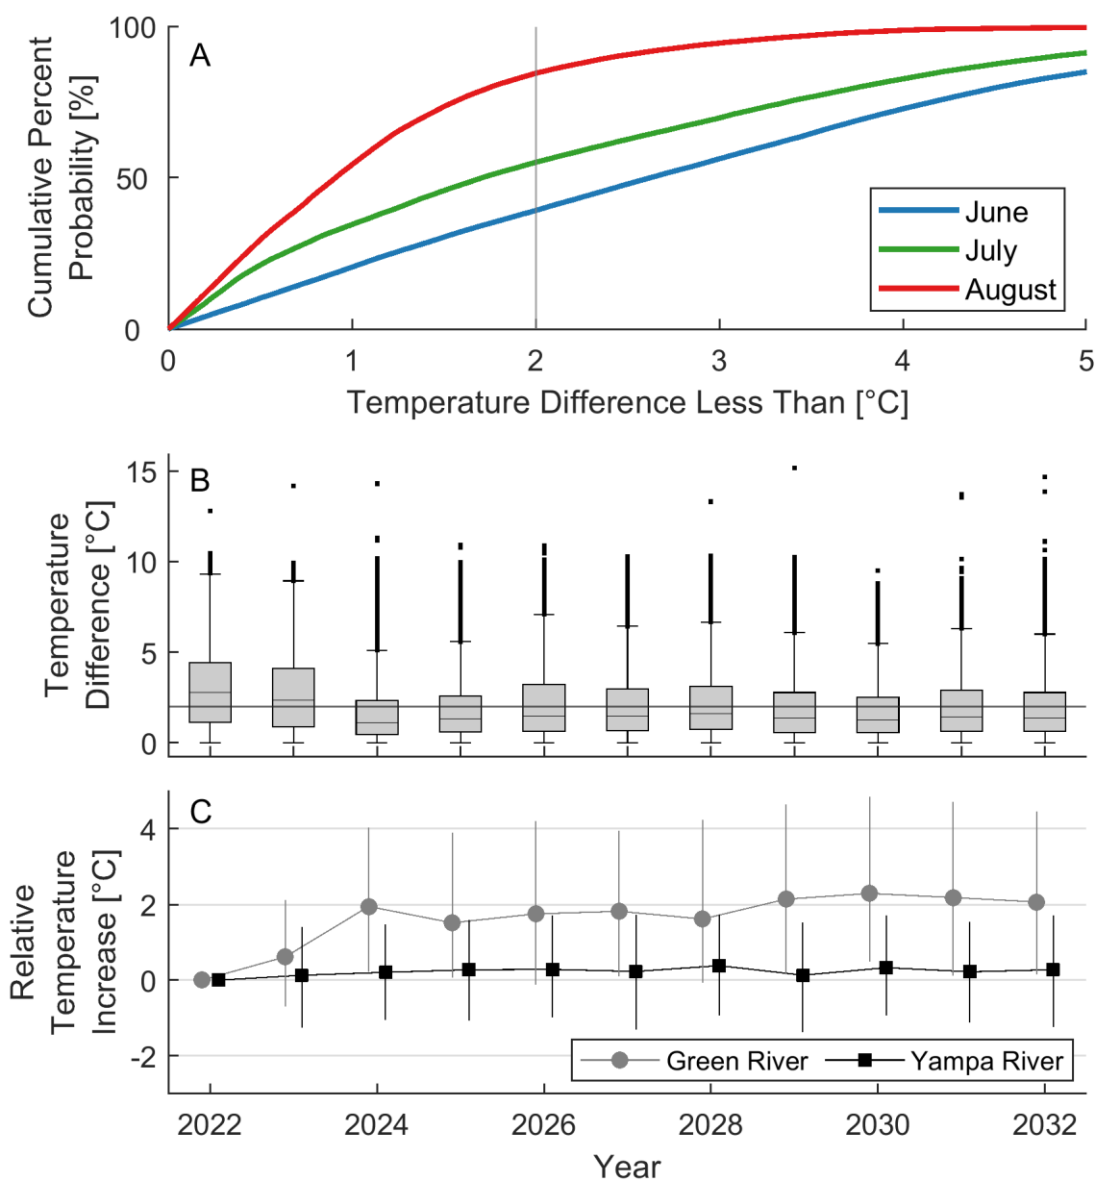 A
Cumulative Percent
Probability [%]
100
50
0
June
July
August
0 1 2 3 4 5
Temperature Difference Less Than [°C]
B
Temperature
Difference [°C]
15
10
5
0
C
Relative
Temperature
Increase [°C]
4
2
0
-2
Green River Yampa River
2022 2024 2026 2028 2030 2032
Year